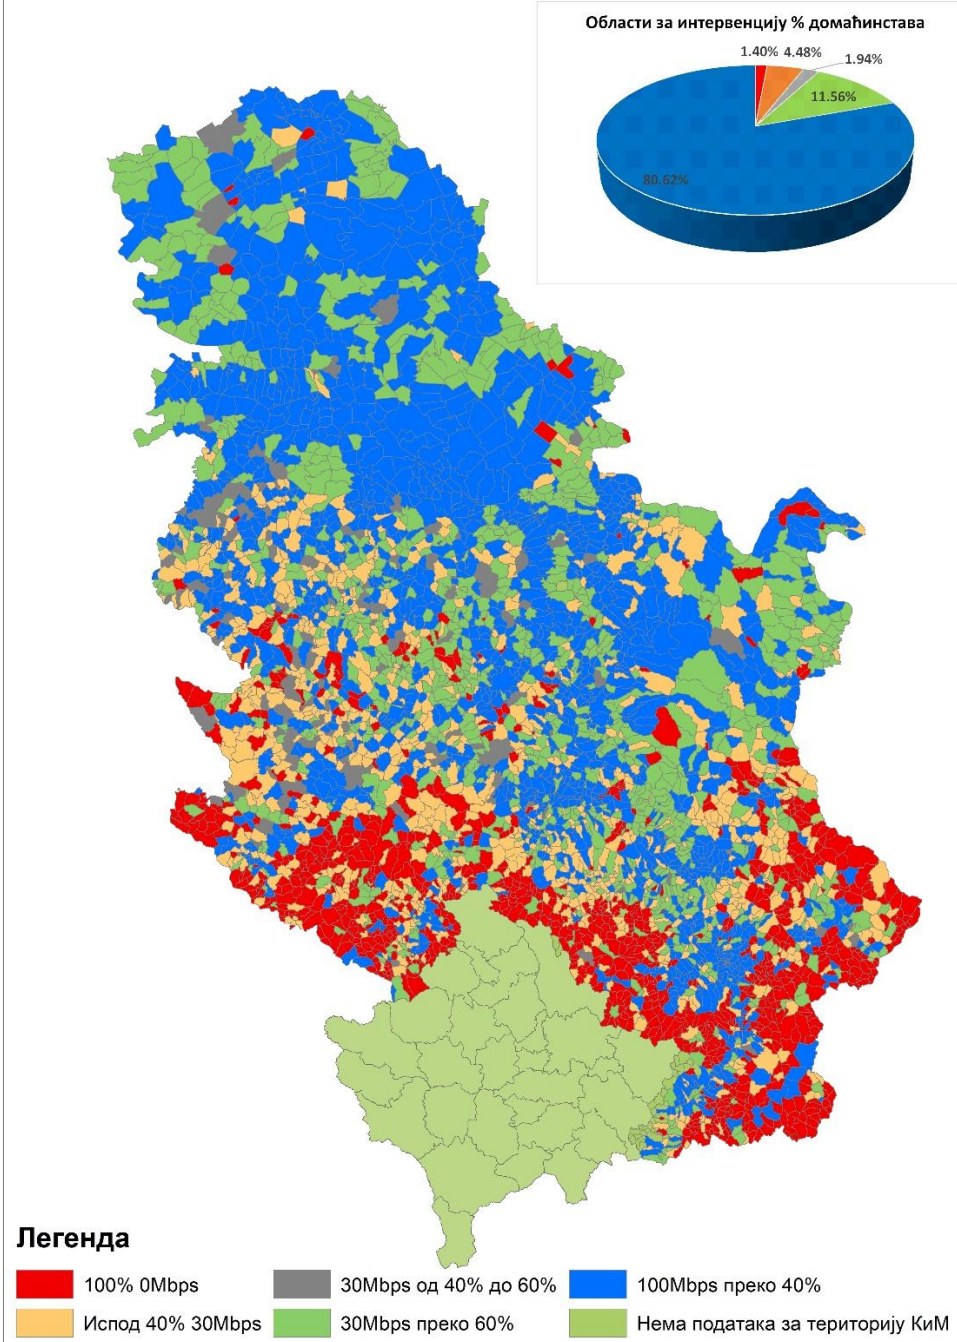 Области за интервенцију % домаћинстава
1.40% 4.48% 1.94%
11.56%
80.62%
Легенда
100% 0Mbps
30Mbps од 40% до 60%
100Mbps преко 40%
Испод 40% 30Mbps
30Mbps преко 60%
Нема података за територију КиМ